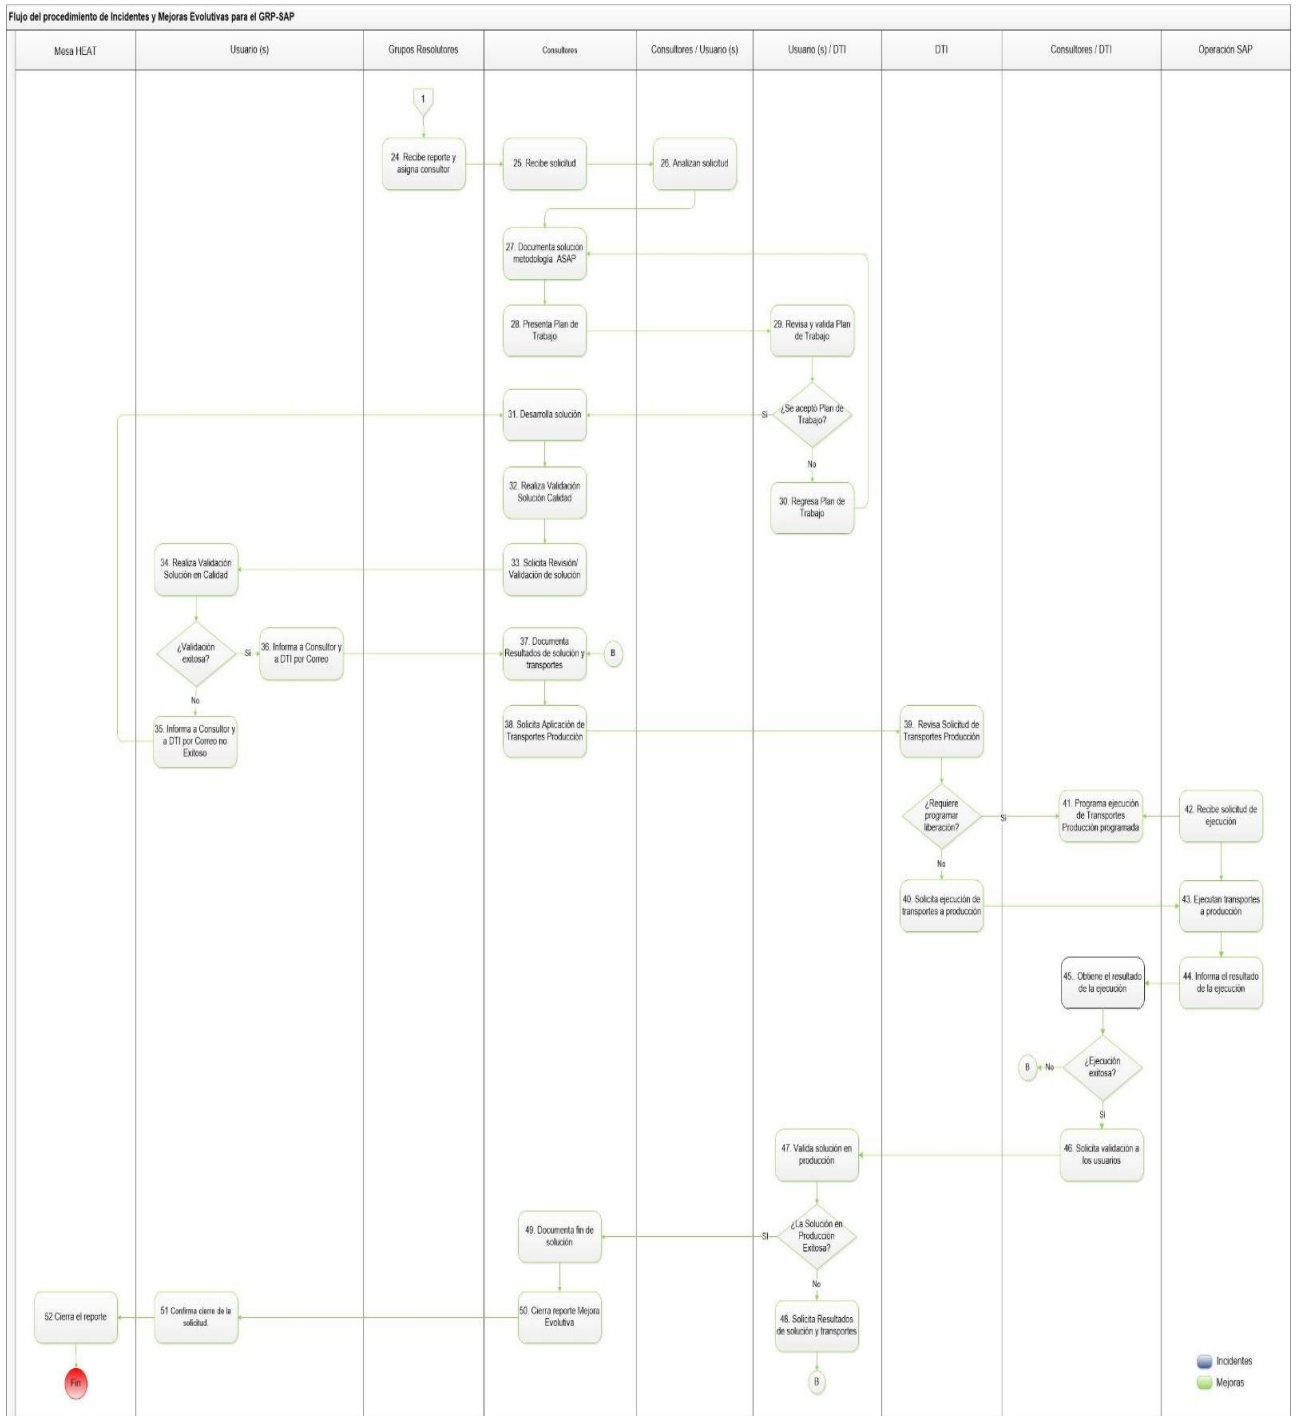 Flujo del procedimiento de Incidentes y Mejoras Evolutivas para el GRP-SAP
Mesa HEAT
Usuario (s)
Grupos Resolutores
Consultores
Consultores / Usuario (s)
Usuario (s) / DTI
DTI
Consultores / DTI
Operación SAP
1
24. Recibe reporte y
asigna consultor
25. Recibe solicitud
26. Analizan solicitud
27. Documenta solución
metodología ASAP
28. Presenta Plan de
Trabajo
29. Revisa y valida Plan
de Trabajo
¿Se aceptó Plan de
Trabajo?
Si
No
30. Regresa Plan de
Trabajo
31. Desarrolla solución
32. Realiza Validación
Solución Calidad
33 Solicita Revisión/
Validación de solución
34. Realiza Validación
Solución en Calidad
¿Validación
exitosa?
Si
No
36. Informa a Consultor y
a DTI por Correo
35. Informa a Consultor y
a DTI por Correo no
Exitoso
37. Documenta
Resultados de solución y
transportes
B
38. Solicita Aplicación de
Transportes Producción
39. Revisa Solicitud de
Transportes Producción
¿Requiere
programar
liberación?
Si
No
41. Programa ejecución
de Transportes
Producción programada
42. Recibe solicitud de
ejecución
40. Solicita ejecución de
transportes a producción
43. Ejecutan transportes
a producción
44. Informa el resultado
de la ejecución
45.. Obtiene el resultado
de la ejecución
¿Ejecución
exitosa?
No
B
Si
46. Solicita validación a
los usuarios
47. Valida solución en
producción
¿La Solución en
Producción
Exitosa?
Si
No
48. Solicita Resultados
de solución y transportes
B
49. Documenta fin de
solución
50. Cierra reporte Mejora
Evolutiva
51 Confirma cierre de la
solicitud.
52.Cierra el reporte
Fin
Incidentes
Mejoras